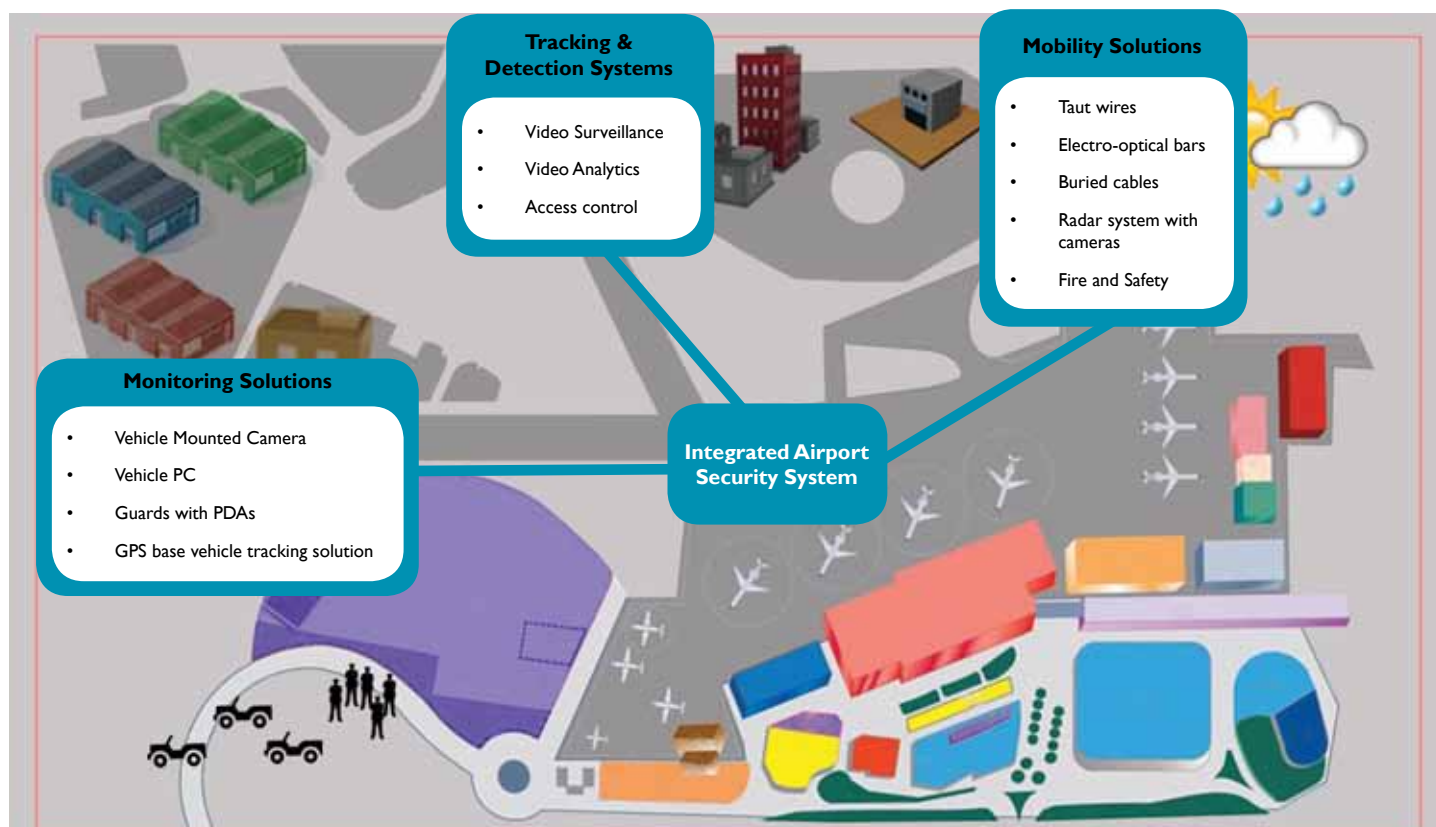 Tracking &
Detection Systems
• Video Surveillance
• Video Analytics
• Access control
Mobility Solutions
• Taut wires
• Electro-optical bars
• Buried cables
• Radar system with
cameras
• Fire and Safety
Monitoring Solutions
• Vehicle Mounted Camera
• Vehicle PC
• Guards with PDAs
• GPS base vehicle tracking solution
Integrated Airport
Security System